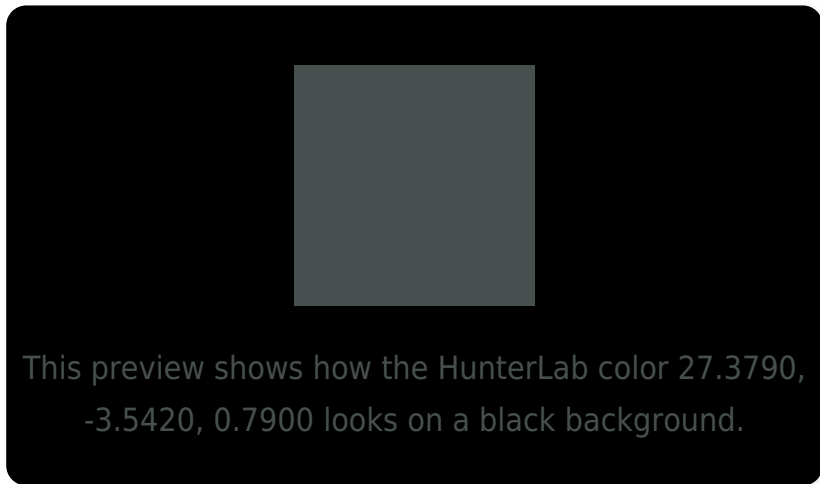 This preview shows how the HunterLab color 27.3790,
-3.5420, 0.7900 looks on a black background.